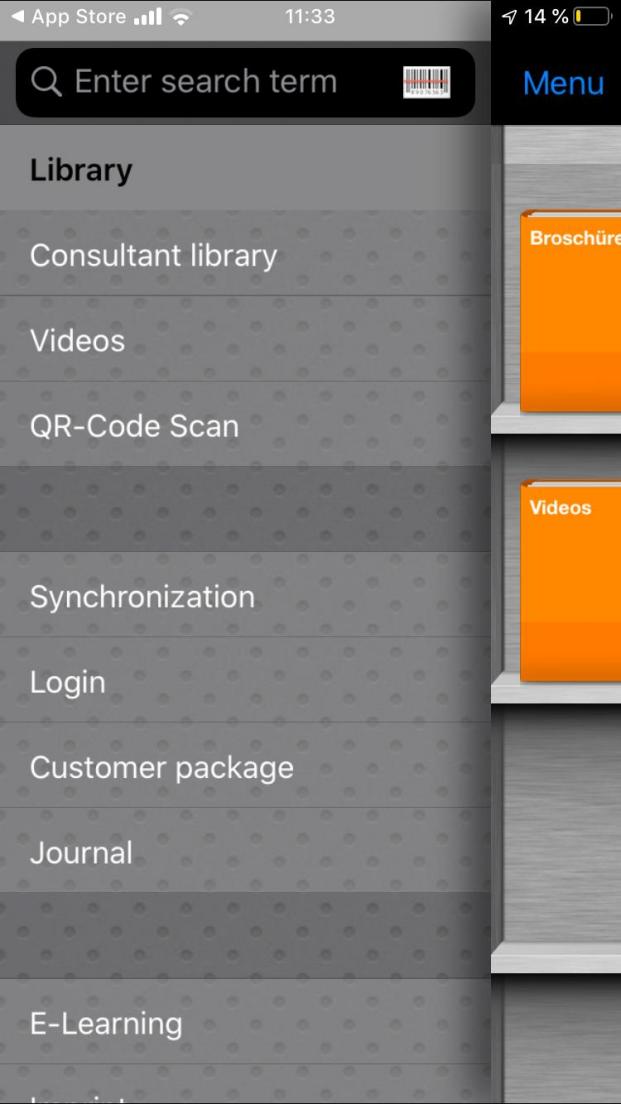 App Store
11:33
14 %
Enter search term
Menu
Library
Consultant library
Videos
QR-Code Scan
Synchronization
Login
Customer package
Journal
E-Learning
Broschüre
Videos